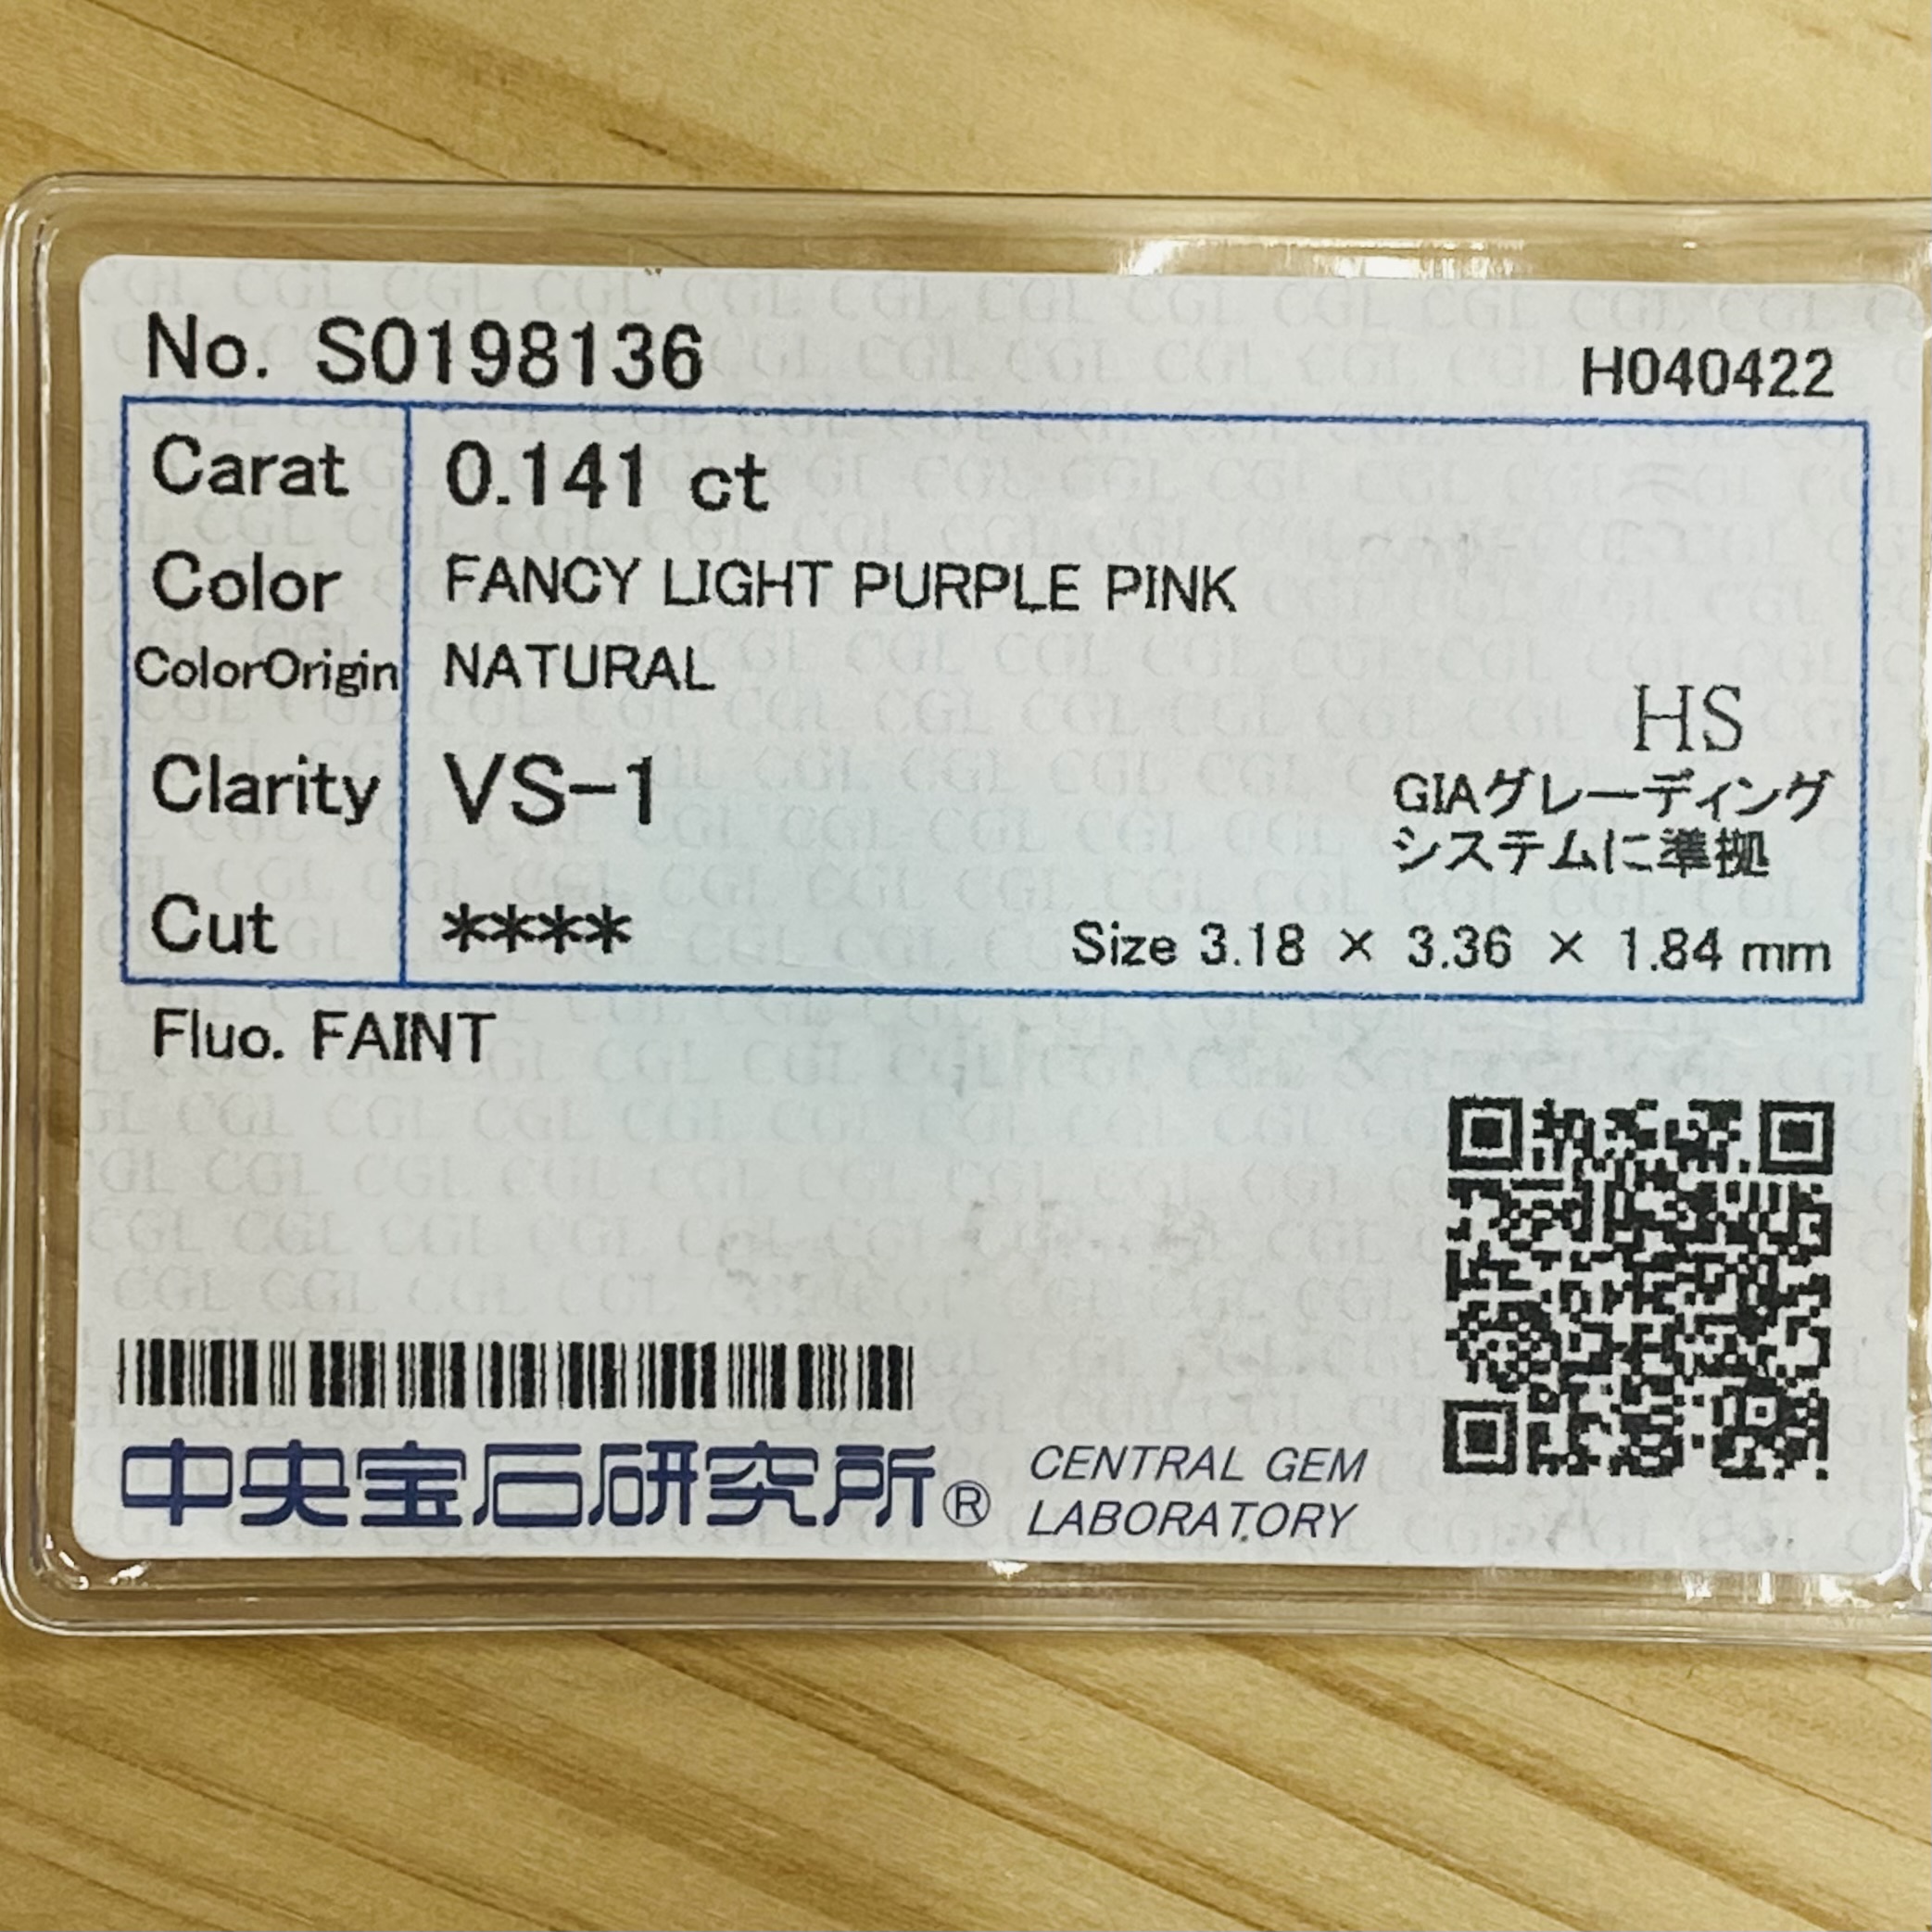 No. S0198136 H040422
Carat 0.141 ct
Color FANCY LIGHT PURPLE PINK
ColorOrigin NATURAL
HS
Clarity VS-1
GIAグレーディング
システムに準拠
Cut **** Size 3.18 × 3.36 × 1.84 mm
Fluo. FAINT
中央宝石研究所® CENTRAL GEM
LABORATORY